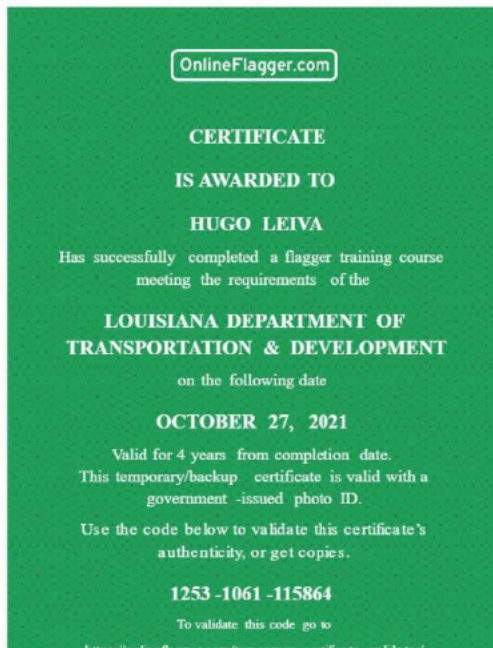 OnlineFlagger.com
CERTIFICATE
IS AWARDED TO
HUGO LEIVA
Has successfully completed a flagger training course
meeting the requirements of the
LOUISIANA DEPARTMENT OF
TRANSPORTATION & DEVELOPMENT
on the following date
OCTOBER 27, 2021
Valid for 4 years from completion date.
This temporary/backup certificate is valid with a
government -issued photo ID.
Use the code below to validate this certificate's
authenticity, or get copies.
1253 -1061 -115864
To validate this code go to